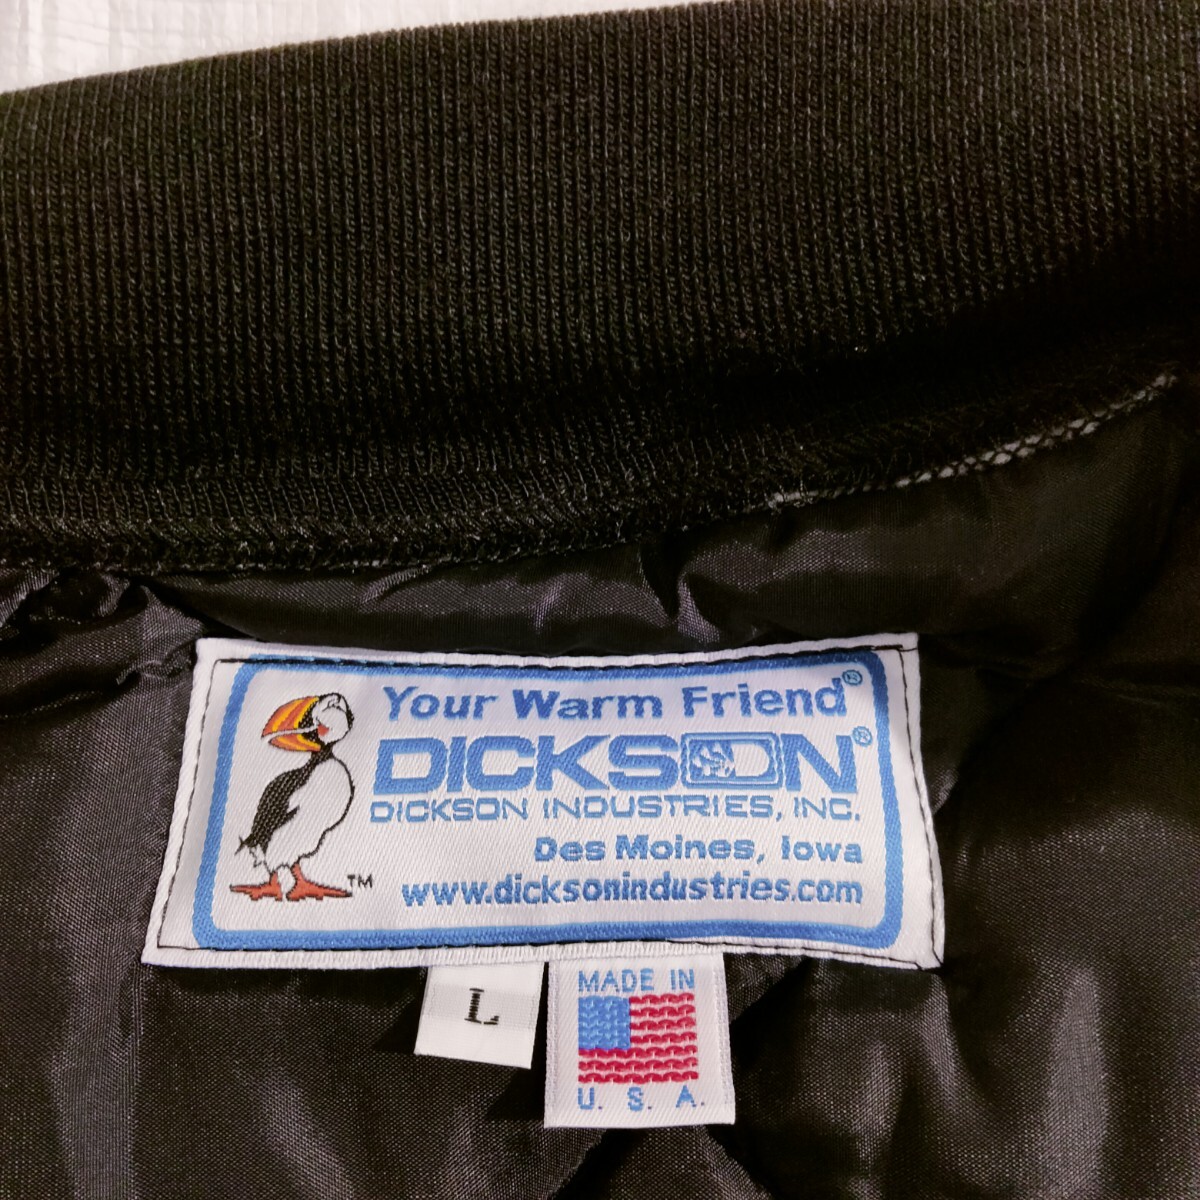 Your Warm Friend®
DICKSON®
DICKSON INDUSTRIES, INC.
Des Moines, Iowa
www.dicksonindustries.com
TM
L
MADE IN
U. S. A.